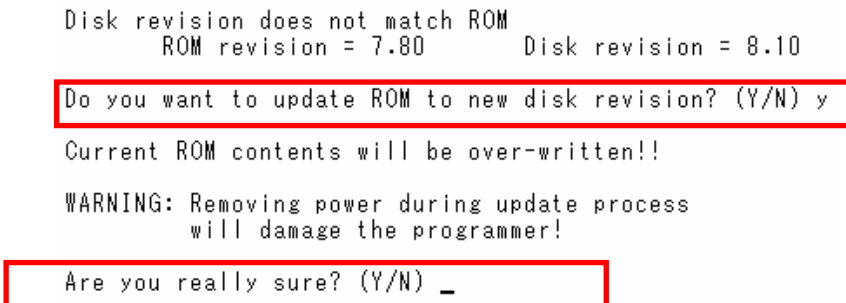 Disk revision does not match ROM
ROM revision = 7.80 Disk revision = 8.10
Do you want to update ROM to new disk revision? (Y/N) y
Current ROM contents will be over-written!!
WARNING: Removing power during update process
will damage the programmer!
Are you really sure? (Y/N) _